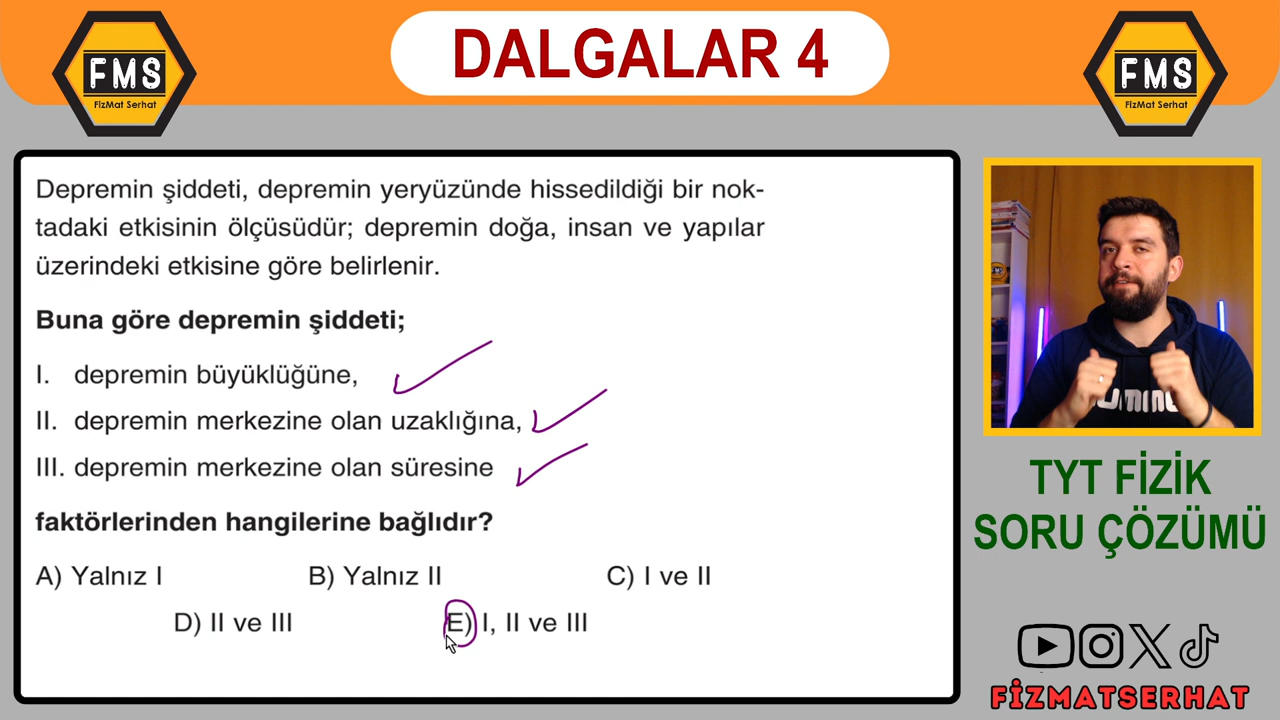 DALGALAR 4
FMS
FizMat Serhat
FMS
FizMat Serhat
Depremin şiddeti, depremin yeryüzünde hissedildiği bir nok-
tadaki etkisinin ölçüsüdür; depremin doğa, insan ve yapılar
üzerindeki etkisine göre belirlenir.
Buna göre depremin şiddeti;
I. depremin büyüklüğüne,
II. depremin merkezine olan uzaklığına,
III. depremin merkezine olan süresine
faktörlerinden hangilerine bağlıdır?
A) Yalnız I B) Yalnız II C) I ve II
D) II ve III E) I, II ve III
TYT FİZİK
SORU ÇÖZÜMÜ
FİZMATSERHAT